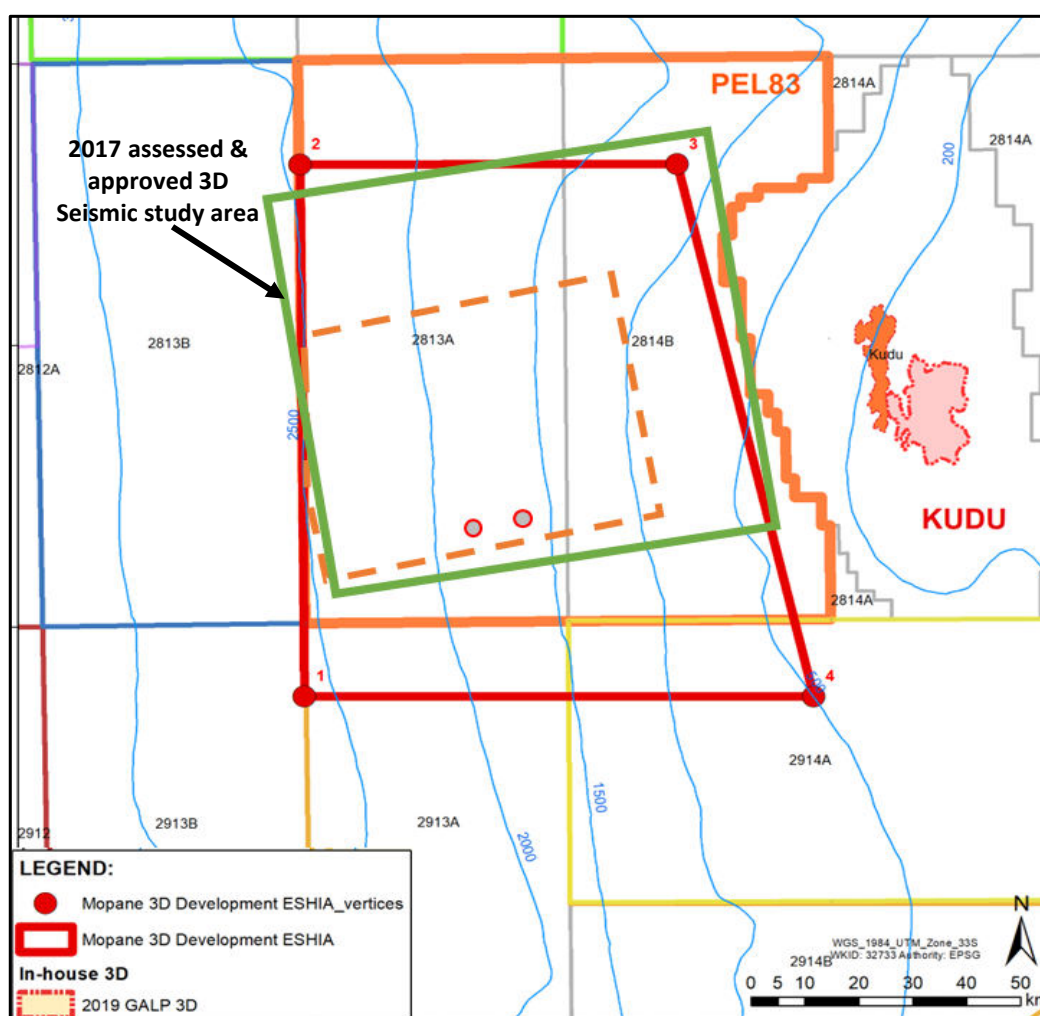 PEL83
2814A
2814A
200
2
3
2017 assessed &
approved 3D
Seismic study area
2813B
2813A
2814B
2812A
Kudu
2500
KUDU
2814A
1
4
500
2914A
1500
2000
2912
2913B
2913A
LEGEND:
Mopane 3D Development ESHIA_vertices
Mopane 3D Development ESHIA
In-house 3D
2019 GALP 3D
N
WGS_1984_UTM_Zone_33S
WKID: 32733 Authority: EPSG
2914B
0 5 10 20 30 40 50
km